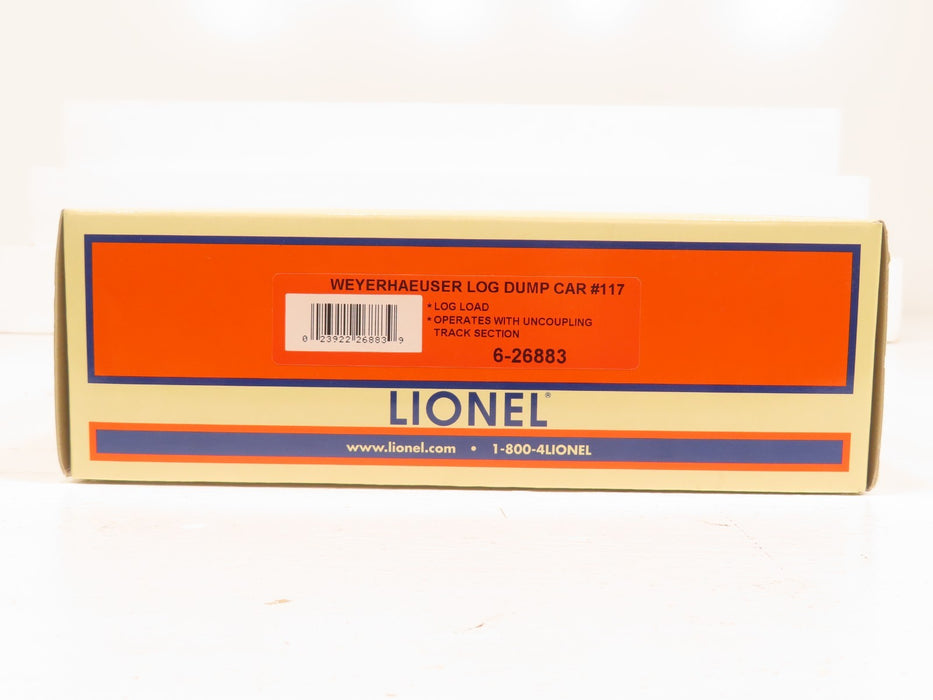 WEYERHAEUSER LOG DUMP CAR #117
* LOG LOAD
* OPERATES WITH UNCOUPLING
TRACK SECTION
0 23922 26883 9
6-26883
LIONEL®
www.lionel.com • 1-800-4LIONEL